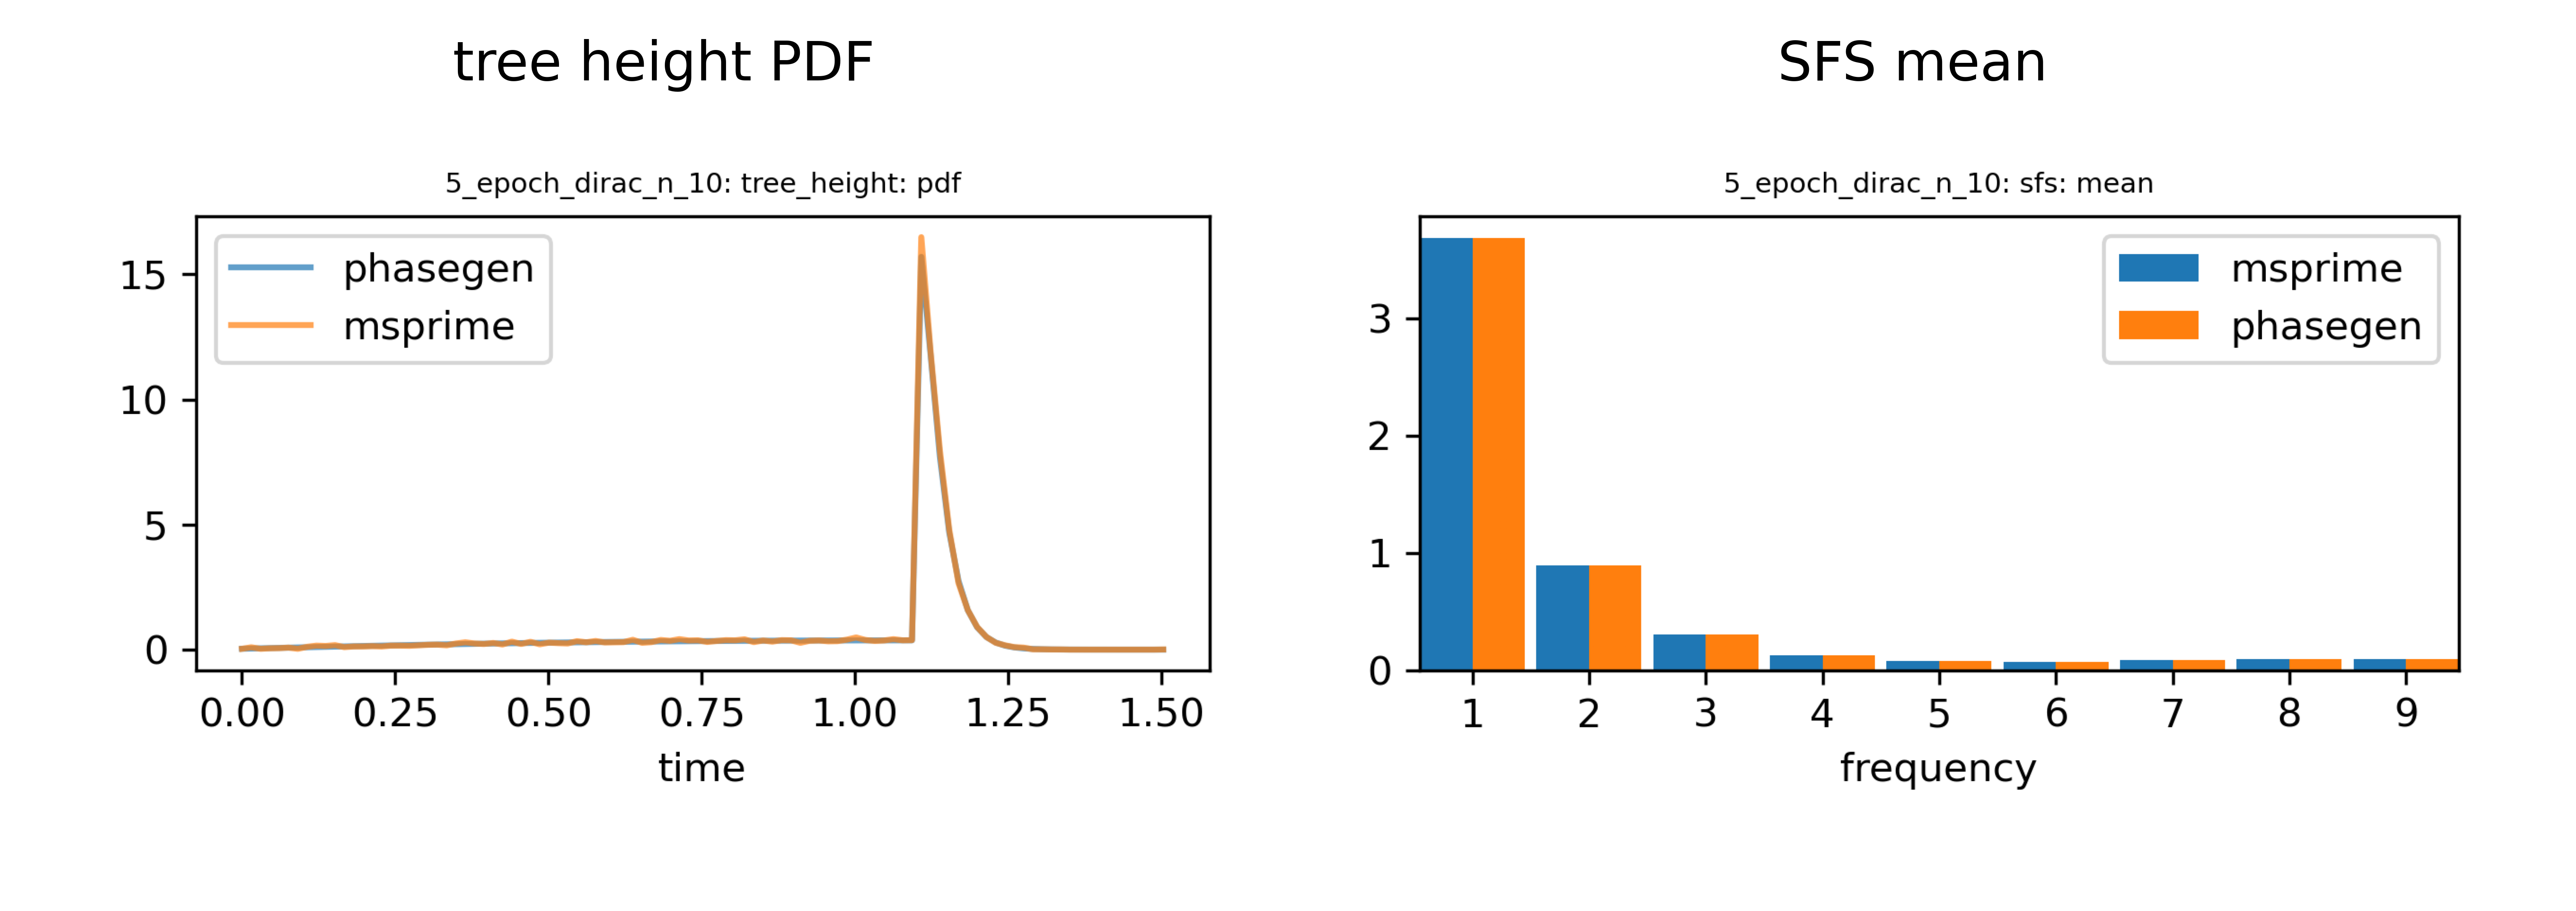 tree height PDF
5_epoch_dirac_n_10: tree_height: pdf
phasegen
msprime
15
10
5
0
0.00 0.25 0.50 0.75 1.00 1.25 1.50
time
SFS mean
5_epoch_dirac_n_10: sfs: mean
msprime
phasegen
3
2
1
0
1 2 3 4 5 6 7 8 9
frequency